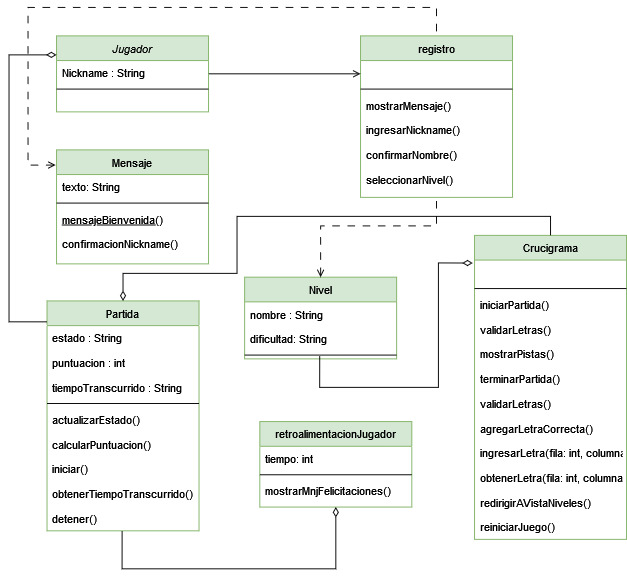 Jugador
Nickname : String
registro
mostrarMensaje()
ingresarNickname()
confirmarNombre()
seleccionarNivel()
Mensaje
texto: String
mensajeBienvenida()
confirmacionNickname()
Crucigrama
iniciarPartida()
validarLetras()
mostrarPistas()
terminarPartida()
validarLetras()
agregarLetraCorrecta()
ingresarLetra(fila: int, columna
obtenerLetra(fila: int, columna
redirigirAVistaNiveles()
reiniciarJuego()
Nivel
nombre : String
dificultad: String
Partida
estado : String
puntuacion : int
tiempoTranscurrido : String
actualizarEstado()
calcularPuntuacion()
iniciar()
obtenerTiempoTranscurrido()
detener()
retroalimentacionJugador
tiempo: int
mostrarMnjFelicitaciones()